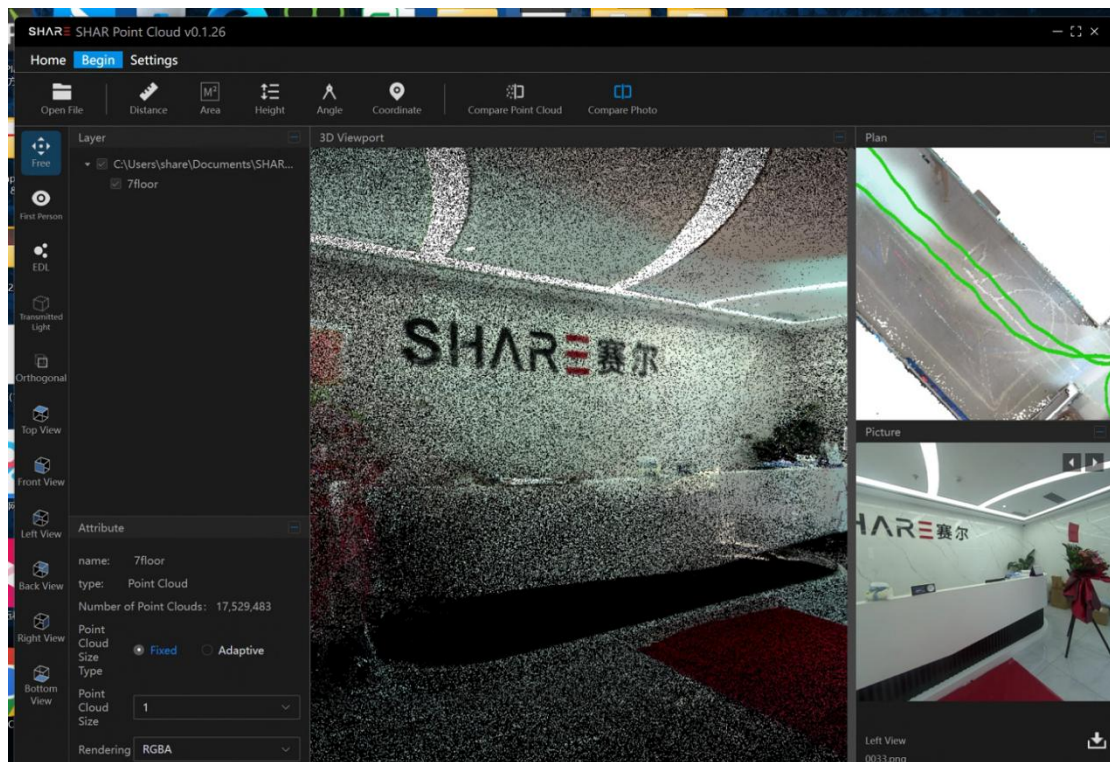 SHARE SHAR Point Cloud v0.1.26
Home Begin Settings
Open File Distance Area Height Angle Coordinate Compare Point Cloud Compare Photo
M²
Free
First Person
EDL
Transmitted
Light
Orthogonal
Top View
Front View
Left View
Back View
Right View
Bottom
View
Layer
C:\Users\share\Documents\SHAR...
7floor
Attribute
name: 7floor
type: Point Cloud
Number of Point Clouds: 17,529,483
Point
Cloud
Size
Type
Fixed Adaptive
Point
Cloud
Size
1
Rendering RGBA
3D Viewport
SHARE赛尔
Plan
Picture
HARE赛尔
Left View
0033.png